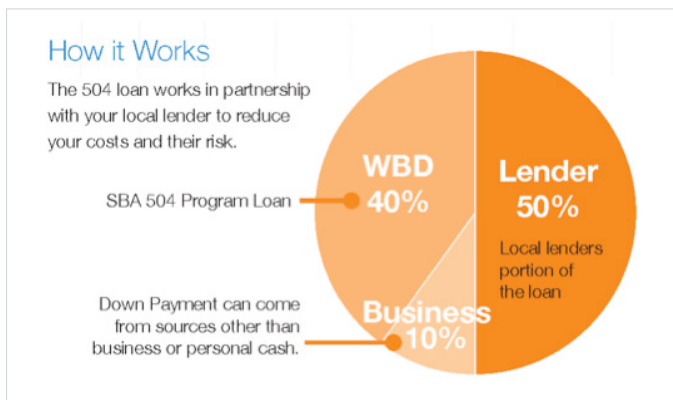 How it Works
The 504 loan works in partnership
with your local lender to reduce
your costs and their risk.
SBA 504 Program Loan
WBD
40%
Lender
50%
Local lenders
portion of
the loan
Down Payment can come
from sources other than
business or personal cash.
Business
10%